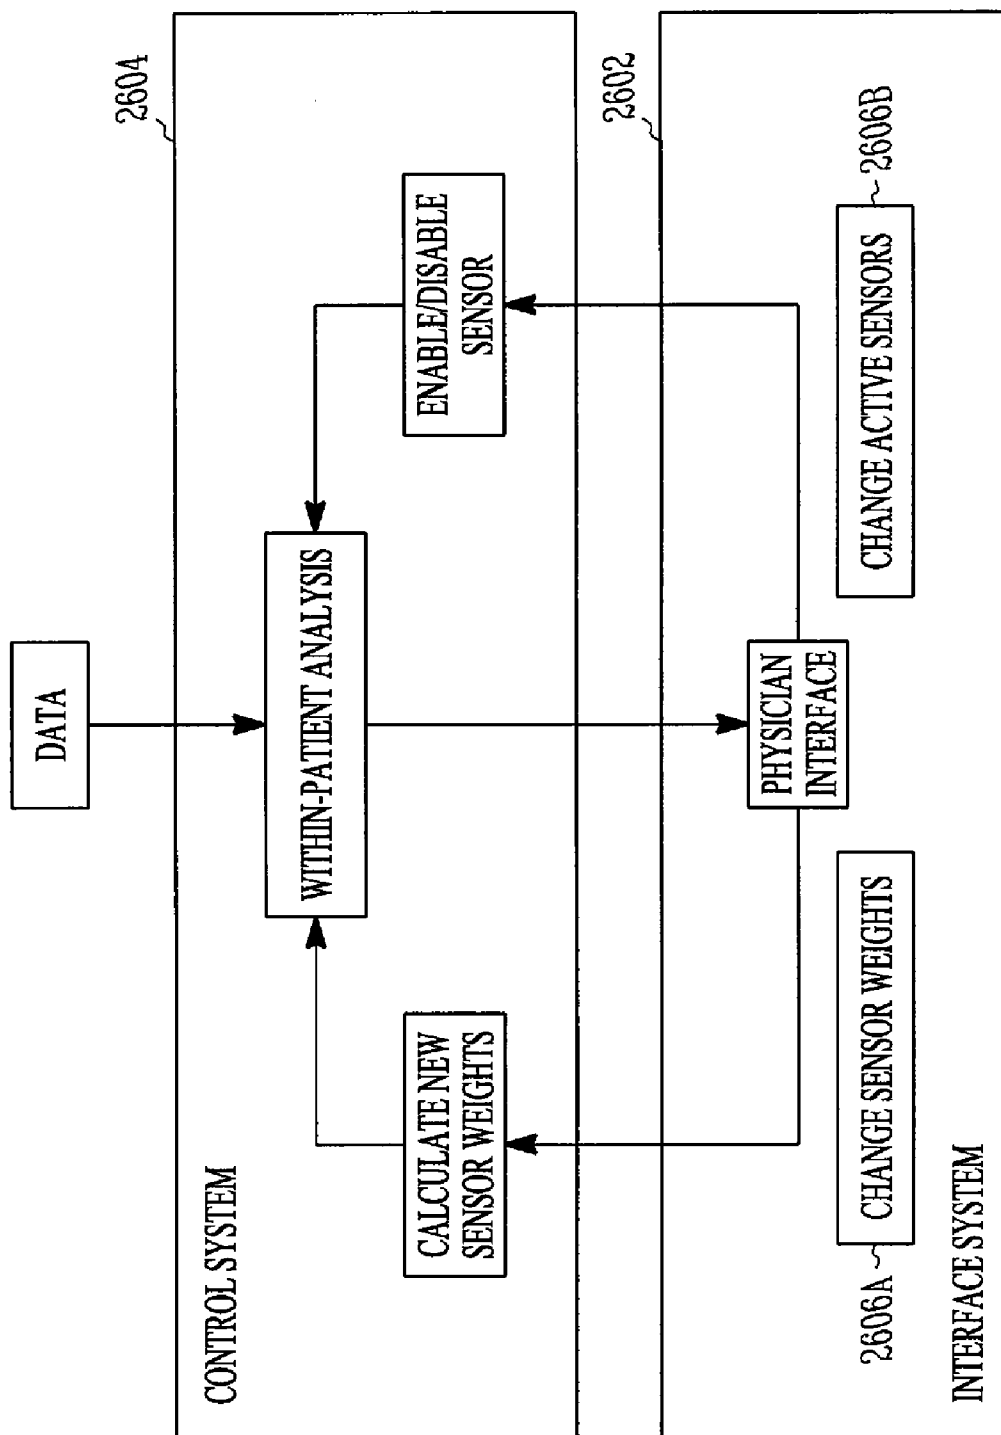 DATA
2604
CONTROL SYSTEM
WITHIN-PATIENT ANALYSIS
CALCULATE NEW
SENSOR WEIGHTS
ENABLE/DISABLE
SENSOR
2602
PHYSICIAN
INTERFACE
2606A
CHANGE SENSOR WEIGHTS
CHANGE ACTIVE SENSORS
2606B
INTERFACE SYSTEM